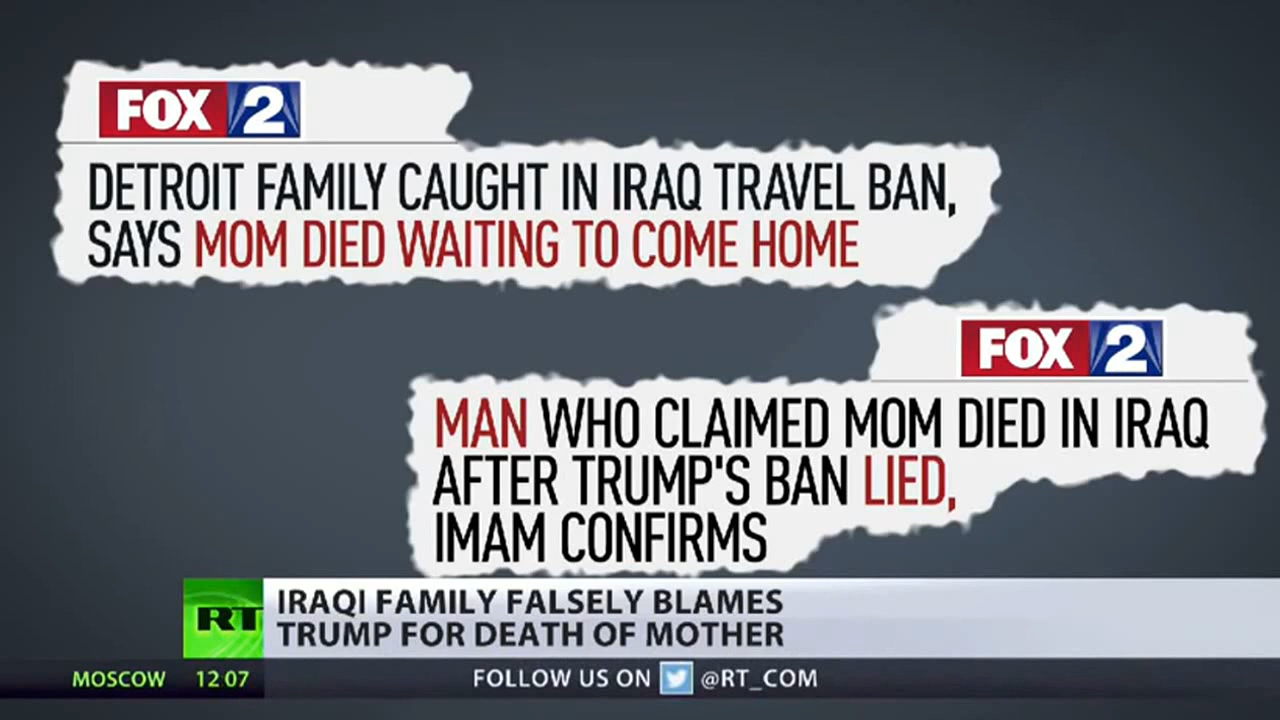 FOX 2
DETROIT FAMILY CAUGHT IN IRAQ TRAVEL BAN,
SAYS MOM DIED WAITING TO COME HOME
FOX 2
MAN WHO CLAIMED MOM DIED IN IRAQ
AFTER TRUMP'S BAN LIED,
IMAM CONFIRMS
RT
IRAQI FAMILY FALSELY BLAMES
TRUMP FOR DEATH OF MOTHER
MOSCOW 12:07 FOLLOW US ON @RT_COM